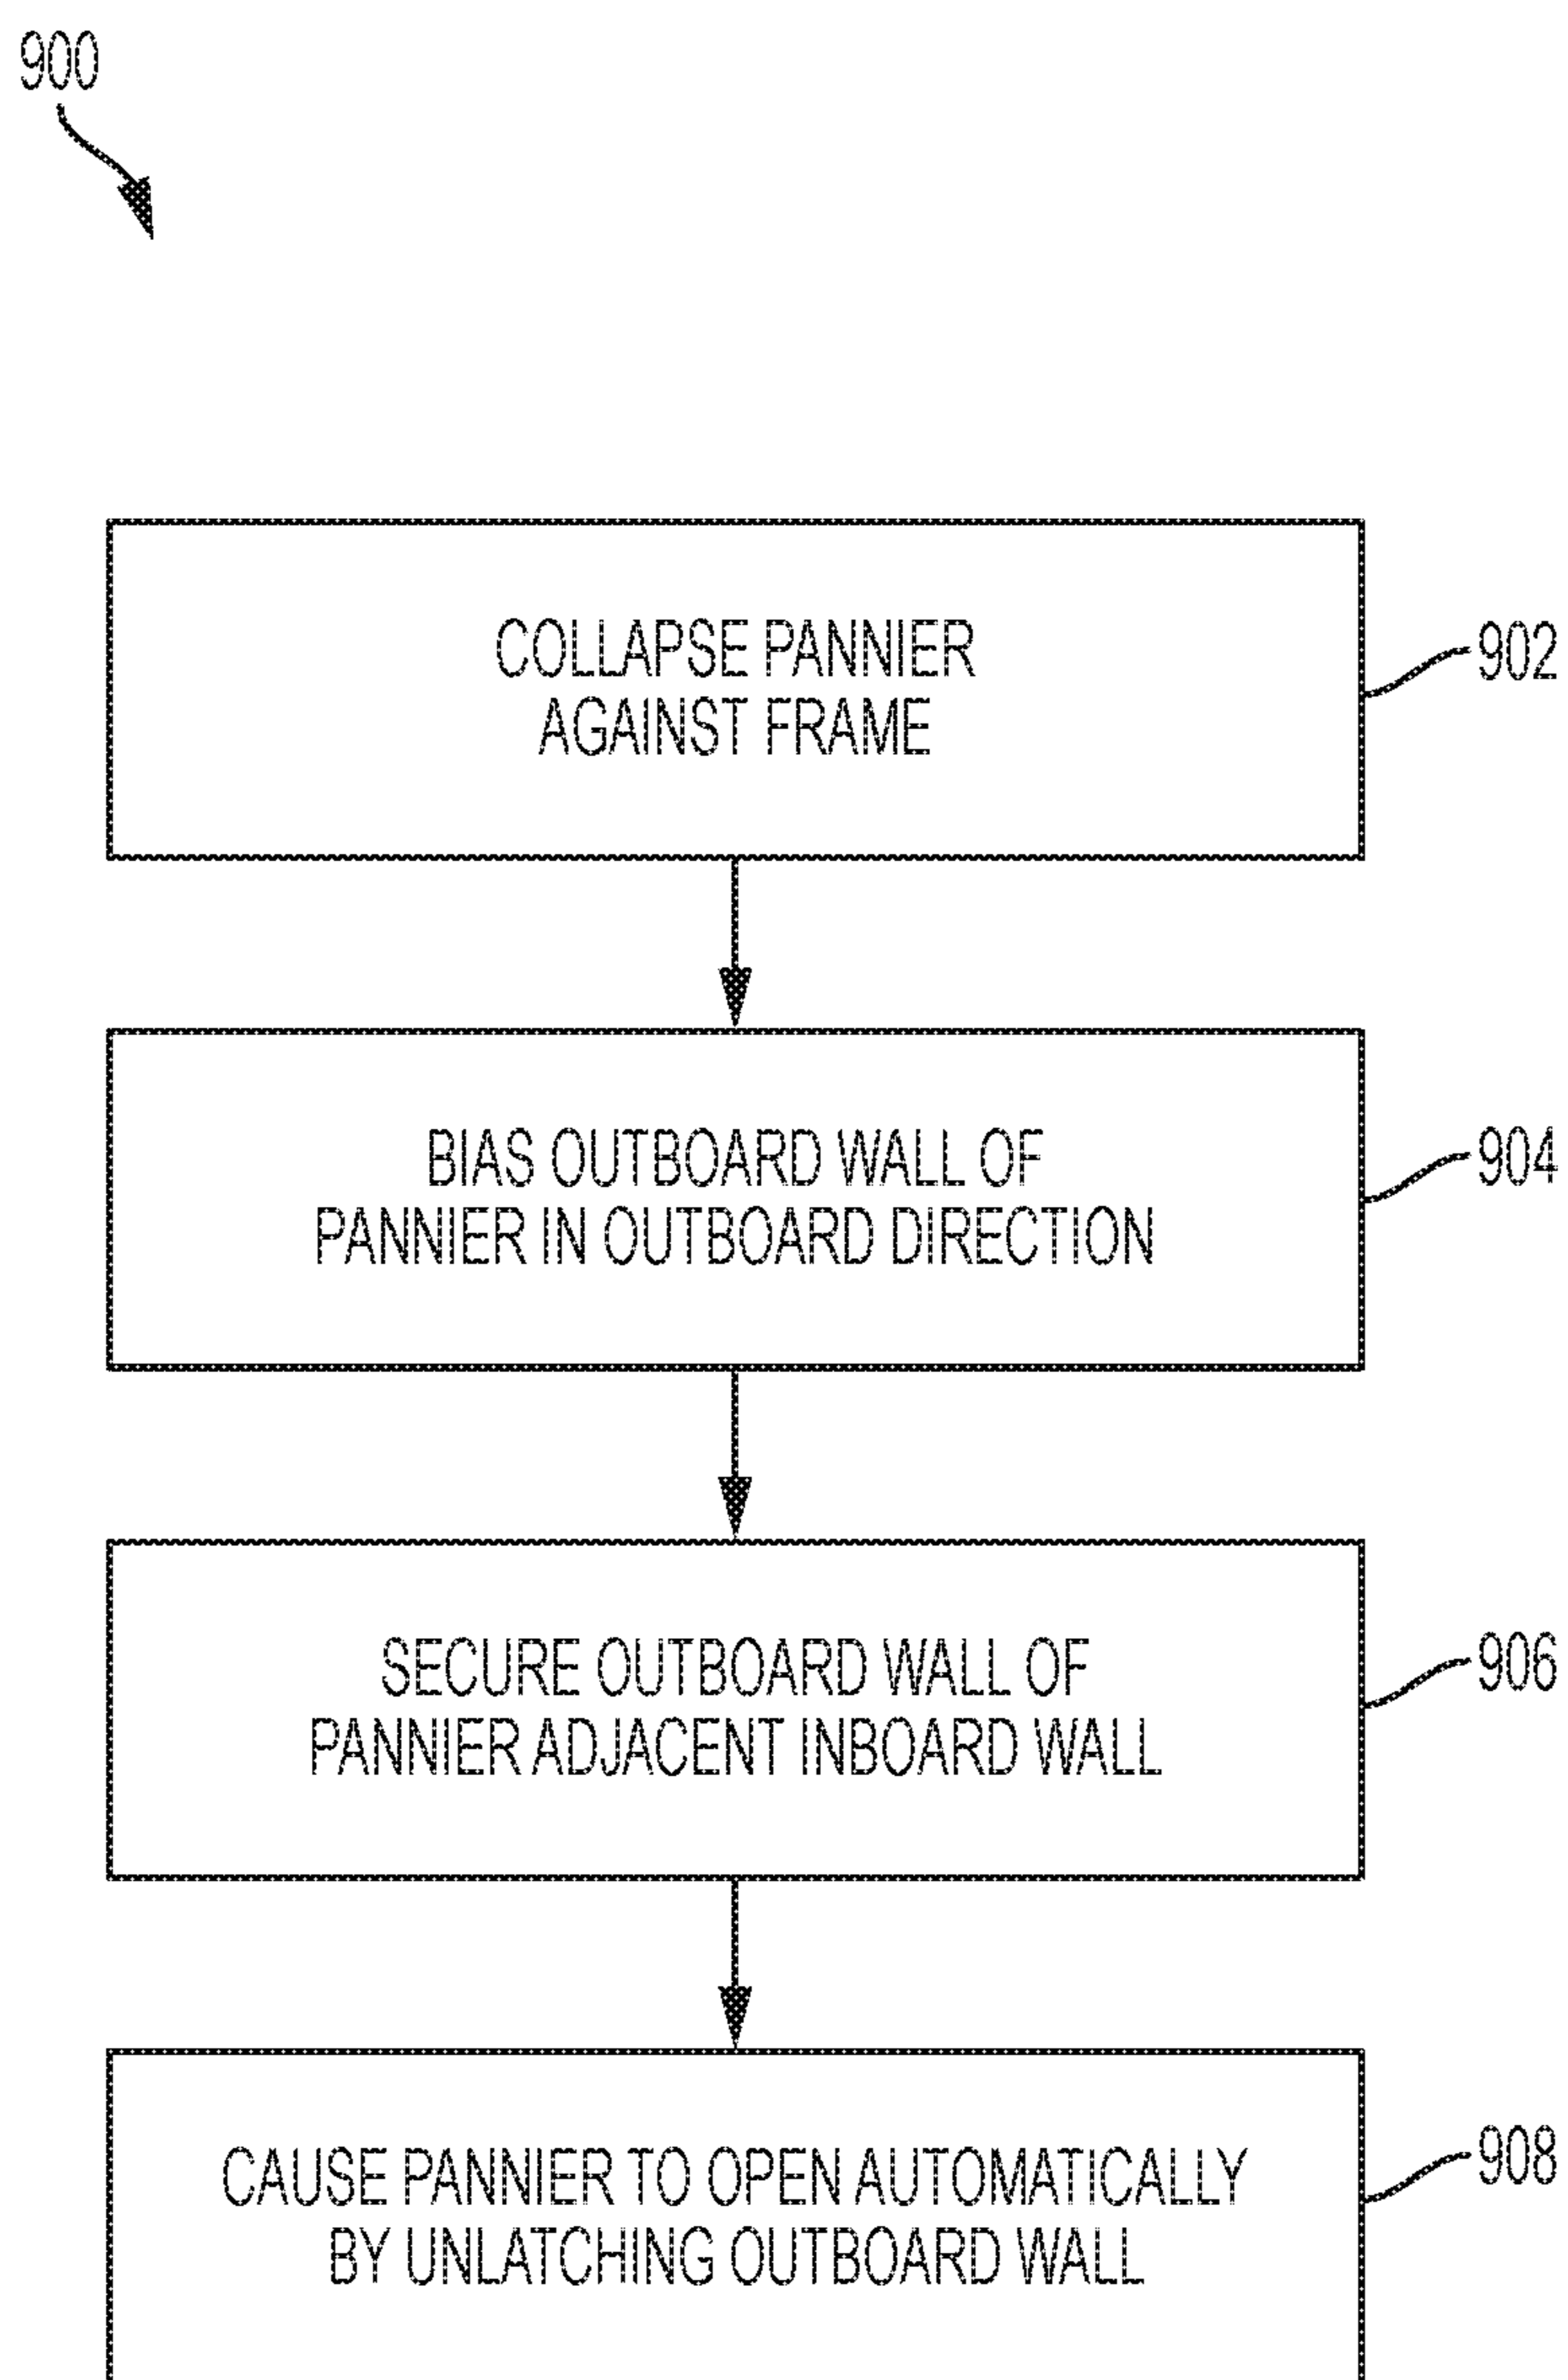 900
COLLAPSE PANNIER
AGAINST FRAME
902
BIAS OUTBOARD WALL OF
PANNIER IN OUTBOARD DIRECTION
904
SECURE OUTBOARD WALL OF
PANNIER ADJACENT INBOARD WALL
906
CAUSE PANNIER TO OPEN AUTOMATICALLY
BY UNLATCHING OUTBOARD WALL
908